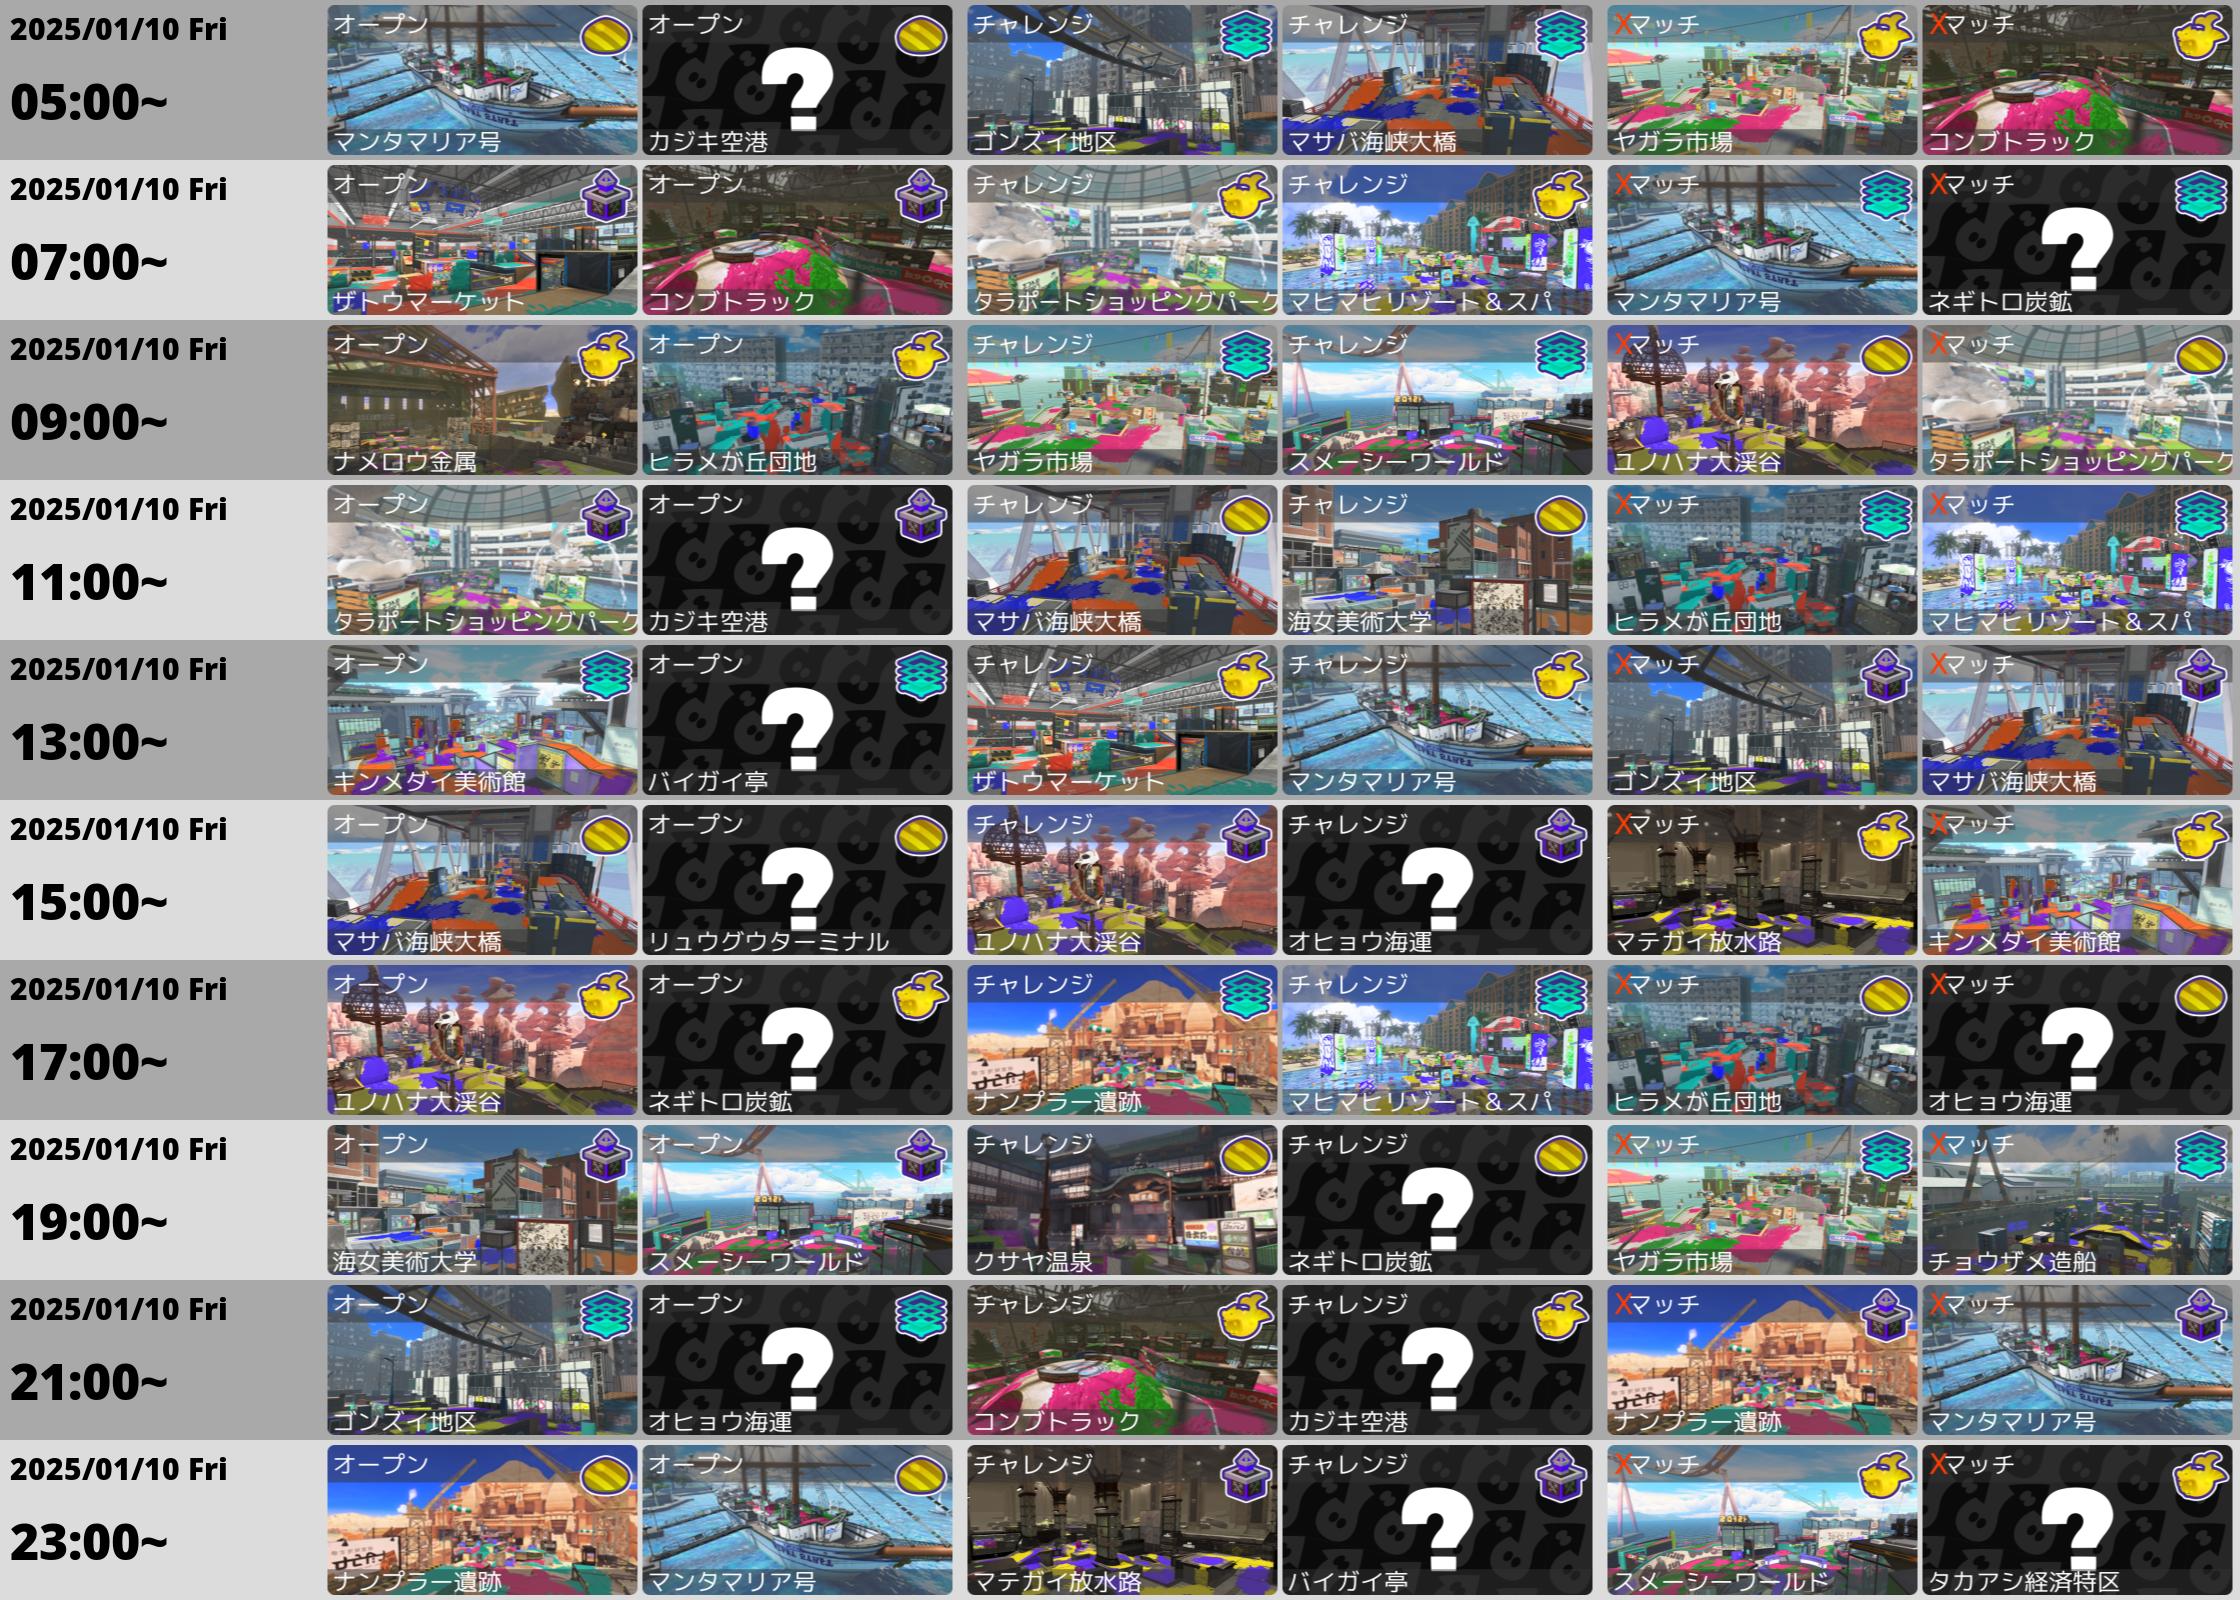 2025/01/10 Fri
05:00~
オープン
マンタマリア号
オープン
カジキ空港
チャレンジ
ゴンズイ地区
チャレンジ
マサバ海峡大橋
Xマッチ
ヤガラ市場
Xマッチ
コンブトラック
2025/01/10 Fri
07:00~
オープン
ザトウマーケット
オープン
コンブトラック
チャレンジ
タラポートショッピングパーク
チャレンジ
マヒマヒリゾート＆スパ
Xマッチ
マンタマリア号
Xマッチ
ネギトロ炭鉱
2025/01/10 Fri
09:00~
オープン
ナメロウ金属
オープン
ヒラメが丘団地
チャレンジ
ヤガラ市場
チャレンジ
スメーシーワールド
Xマッチ
ユノハナ大渓谷
Xマッチ
タラポートショッピングパーク
2025/01/10 Fri
11:00~
オープン
タラポートショッピングパーク
オープン
カジキ空港
チャレンジ
マサバ海峡大橋
チャレンジ
海女美術大学
Xマッチ
ヒラメが丘団地
Xマッチ
マヒマヒリゾート＆スパ
2025/01/10 Fri
13:00~
オープン
キンメダイ美術館
オープン
バイガイ亭
チャレンジ
ザトウマーケット
チャレンジ
マンタマリア号
Xマッチ
ゴンズイ地区
Xマッチ
マサバ海峡大橋
2025/01/10 Fri
15:00~
オープン
マサバ海峡大橋
オープン
リュウグウターミナル
チャレンジ
ユノハナ大渓谷
チャレンジ
オヒョウ海運
Xマッチ
マテガイ放水路
Xマッチ
キンメダイ美術館
2025/01/10 Fri
17:00~
オープン
ユノハナ大渓谷
オープン
ネギトロ炭鉱
チャレンジ
ナンプラー遺跡
チャレンジ
マヒマヒリゾート＆スパ
Xマッチ
ヒラメが丘団地
Xマッチ
オヒョウ海運
2025/01/10 Fri
19:00~
オープン
海女美術大学
オープン
スメーシーワールド
チャレンジ
クサヤ温泉
チャレンジ
ネギトロ炭鉱
Xマッチ
ヤガラ市場
Xマッチ
チョウザメ造船
2025/01/10 Fri
21:00~
オープン
ゴンズイ地区
オープン
オヒョウ海運
チャレンジ
コンブトラック
チャレンジ
カジキ空港
Xマッチ
ナンプラー遺跡
Xマッチ
マンタマリア号
2025/01/10 Fri
23:00~
オープン
ナンプラー遺跡
オープン
マンタマリア号
チャレンジ
マテガイ放水路
チャレンジ
バイガイ亭
Xマッチ
スメーシーワールド
Xマッチ
タカアシ経済特区